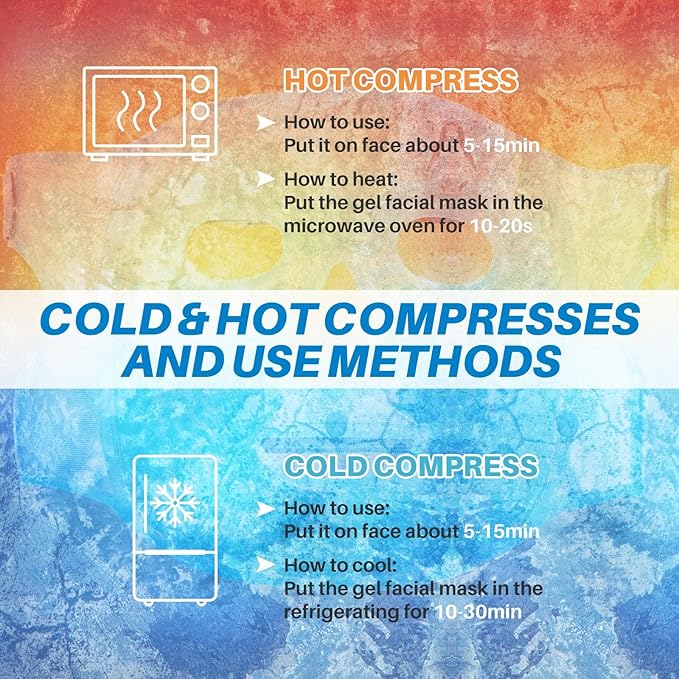 HOT COMPRESS
How to use:
Put it on face about 5-15min
How to heat:
Put the gel facial mask in the
microwave oven for 10-20s
COLD & HOT COMPRESSES
AND USE METHODS
COLD COMPRESS
How to use:
Put it on face about 5-15min
How to cool:
Put the gel facial mask in the
refrigerating for 10-30min